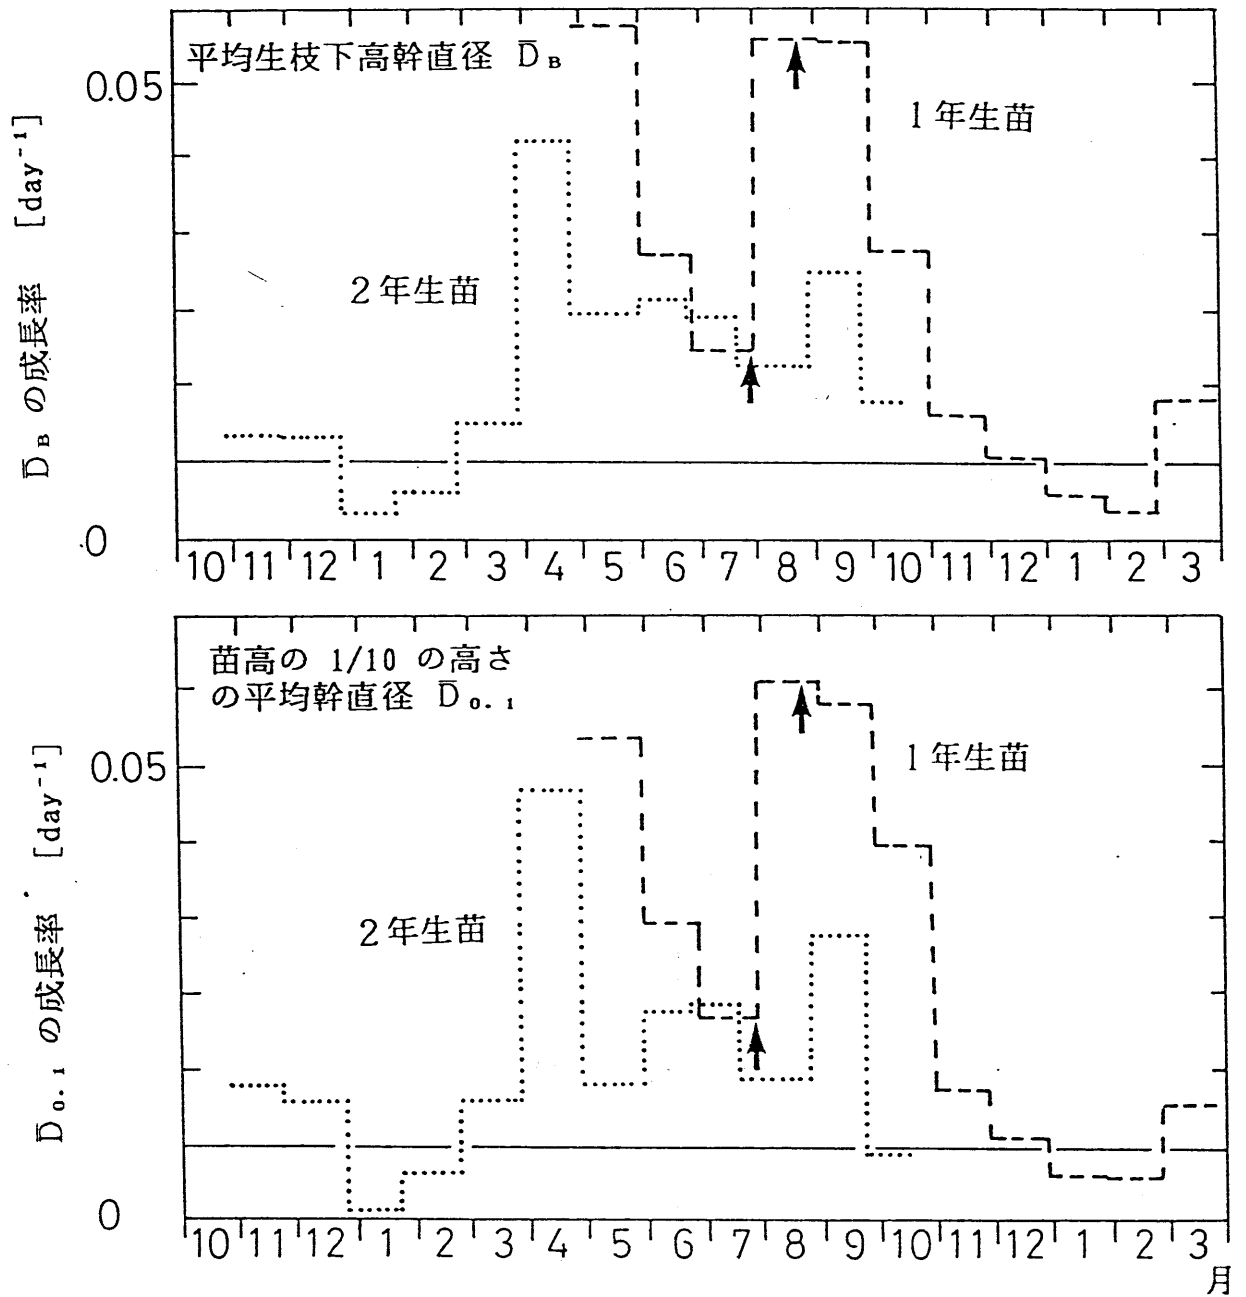 平均生枝下高幹直径 D̄ B
0.05
1年生苗
2年生苗
D̄ B の成長率 [day⁻¹]
0
10 11 12 1 2 3 4 5 6 7 8 9 10 11 12 1 2 3
苗高の 1/10 の高さ
の平均幹直径 D̄ 0.1
0.05
1年生苗
2年生苗
D̄ 0.1 の成長率 [day⁻¹]
0
10 11 12 1 2 3 4 5 6 7 8 9 10 11 12 1 2 3
月